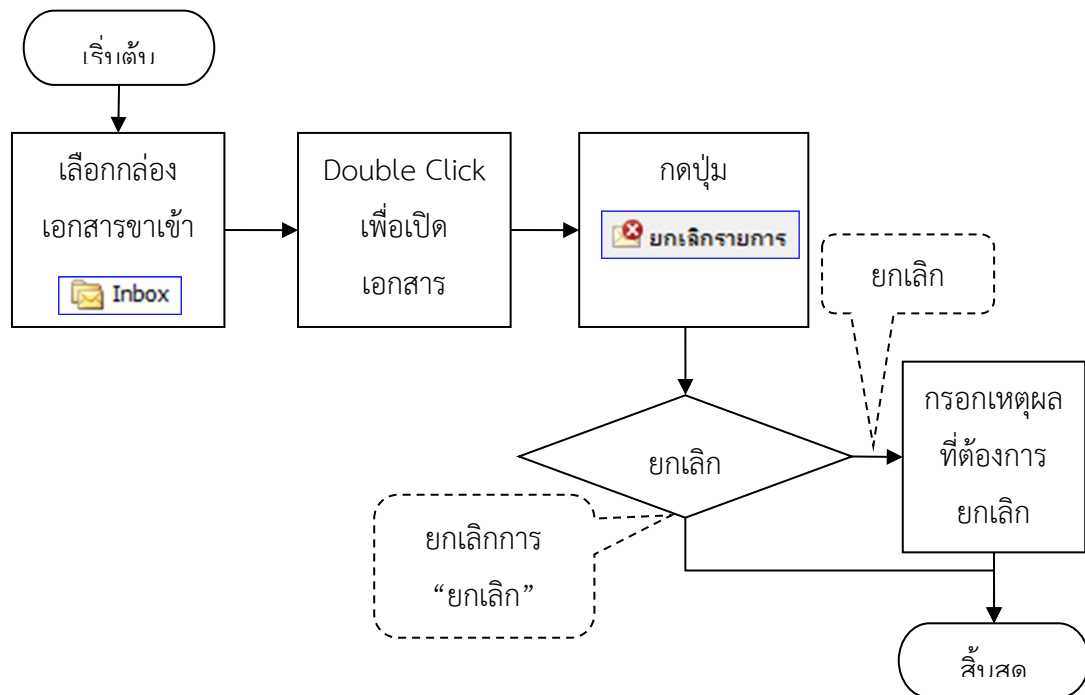 เริ่มต้น
เลือกกล่อง
เอกสารขาเข้า
Inbox
Double Click
เพื่อเปิด
เอกสาร
กดปุ่ม
ยกเลิกรายการ
ยกเลิก
ยกเลิก
กรอกเหตุผล
ที่ต้องการ
ยกเลิก
ยกเลิกการ
“ยกเลิก”
สิ้นสุด